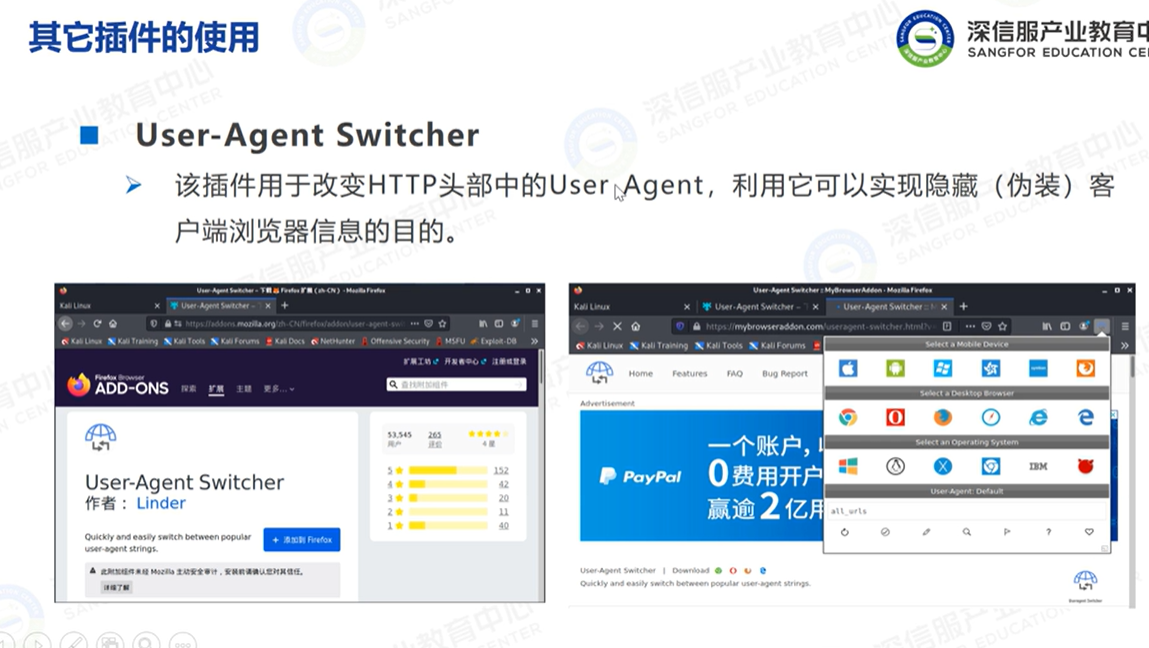 其它插件的使用
深信服产业教育中
SANGFOR EDUCATION CE
User-Agent Switcher
该插件用于改变HTTP头部中的User Agent，利用它可以实现隐藏（伪装）客
户端浏览器信息的目的。
User-Agent Switcher – 下载 🦊 Firefox 扩展 (zh-CN) - Mozilla Firefox
Kali Linux
User-Agent Switcher –
https://addons.mozilla.org/zh-CN/firefox/addon/user-agent-sw
Kali Linux Kali Training Kali Tools Kali Forums Kali Docs NetHunter Offensive Security MSFU Exploit-DB
扩展工坊 开发者中心 注册或登录
Firefox Browser
ADD-ONS
探索 扩展 主题 更多...
查找附加组件
53,545 265
用户 评价 4 星
5 152
4 42
3 20
2 11
1 40
User-Agent Switcher
作者： Linder
Quickly and easily switch between popular
user-agent strings.
+ 添加到 Firefox
此附加组件未经 Mozilla 主动安全审计，安装前请确认您对其信任。
详细了解
User-Agent Switcher :: MyBrowserAddon - Mozilla Firefox
Kali Linux
User-Agent Switcher –
User-Agent Switcher ::
https://mybrowseraddon.com/useragent-switcher.html?v
Kali Linux Kali Training Kali Tools Kali Forums
Home Features FAQ Bug Report
Advertisement
PayPal
一个账户，
0费用开户
赢逾2亿用
Select a Mobile Device
Select a Desktop Browser
Select an Operating System
IBM
User-Agent: Default
all_urls
User-Agent Switcher | Download
Quickly and easily switch between popular user-agent strings.